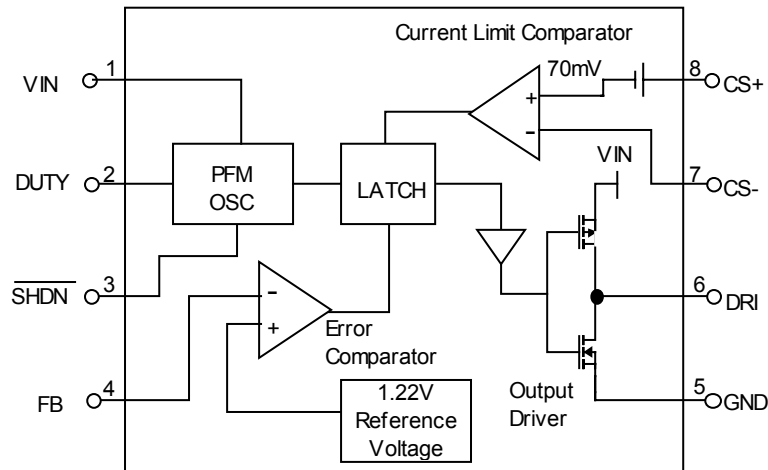 Current Limit Comparator
1
VIN
70mV
8
CS+
+
-
VIN
2
DUTY
PFM
OSC
LATCH
7
CS-
3
SHDN
-
+
Error
Comparator
6
DRI
4
FB
1.22V
Reference
Voltage
Output
Driver
5
GND